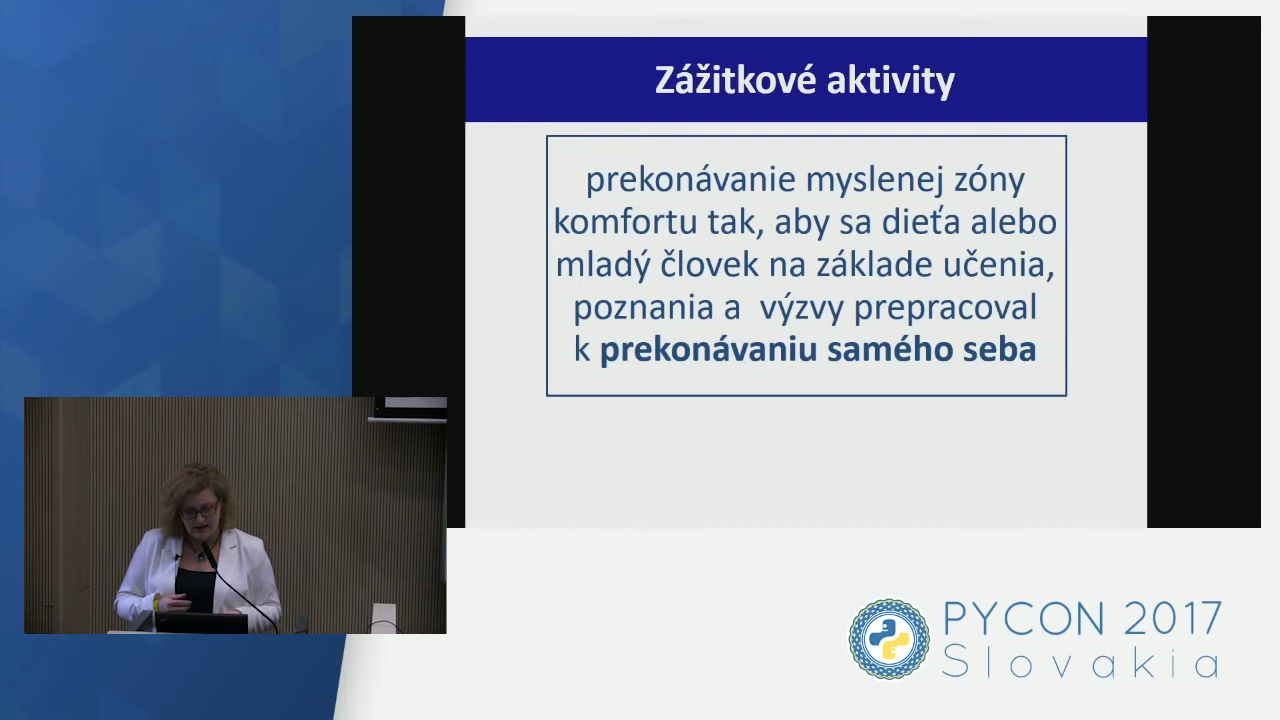 Zážitkové aktivity
prekonávanie myslenej zóny
komfortu tak, aby sa dieťa alebo
mladý človek na základe učenia,
poznania a výzvy prepracoval
k prekonávaniu samého seba
PYCON 2017
Slovakia